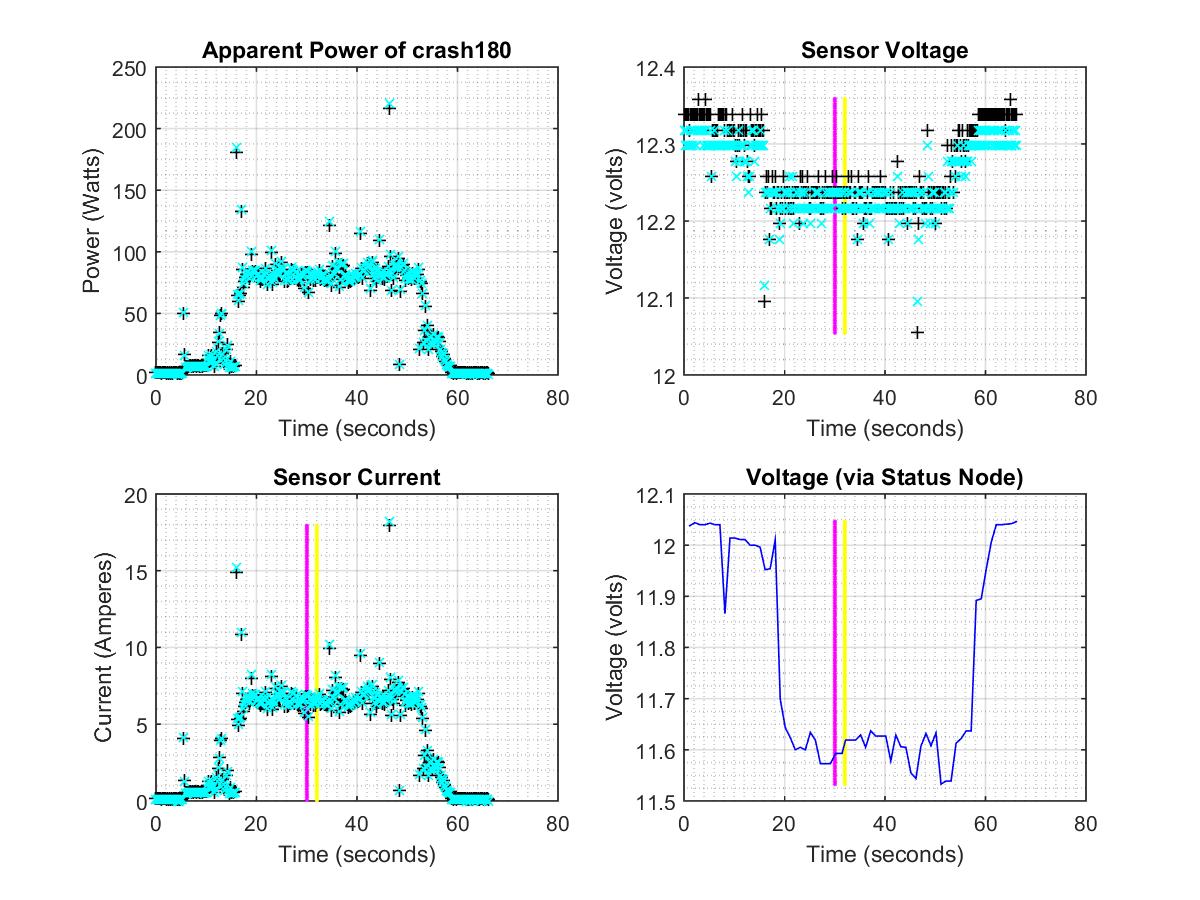 Apparent Power of crash180
250
200
150
100
50
0
Power (Watts)
0 20 40 60 80
Time (seconds)
Sensor Voltage
12.4
12.3
12.2
12.1
12
Voltage (volts)
0 20 40 60 80
Time (seconds)
Sensor Current
20
15
10
5
0
Current (Amperes)
0 20 40 60 80
Time (seconds)
Voltage (via Status Node)
12.1
12
11.9
11.8
11.7
11.6
11.5
Voltage (volts)
0 20 40 60 80
Time (seconds)